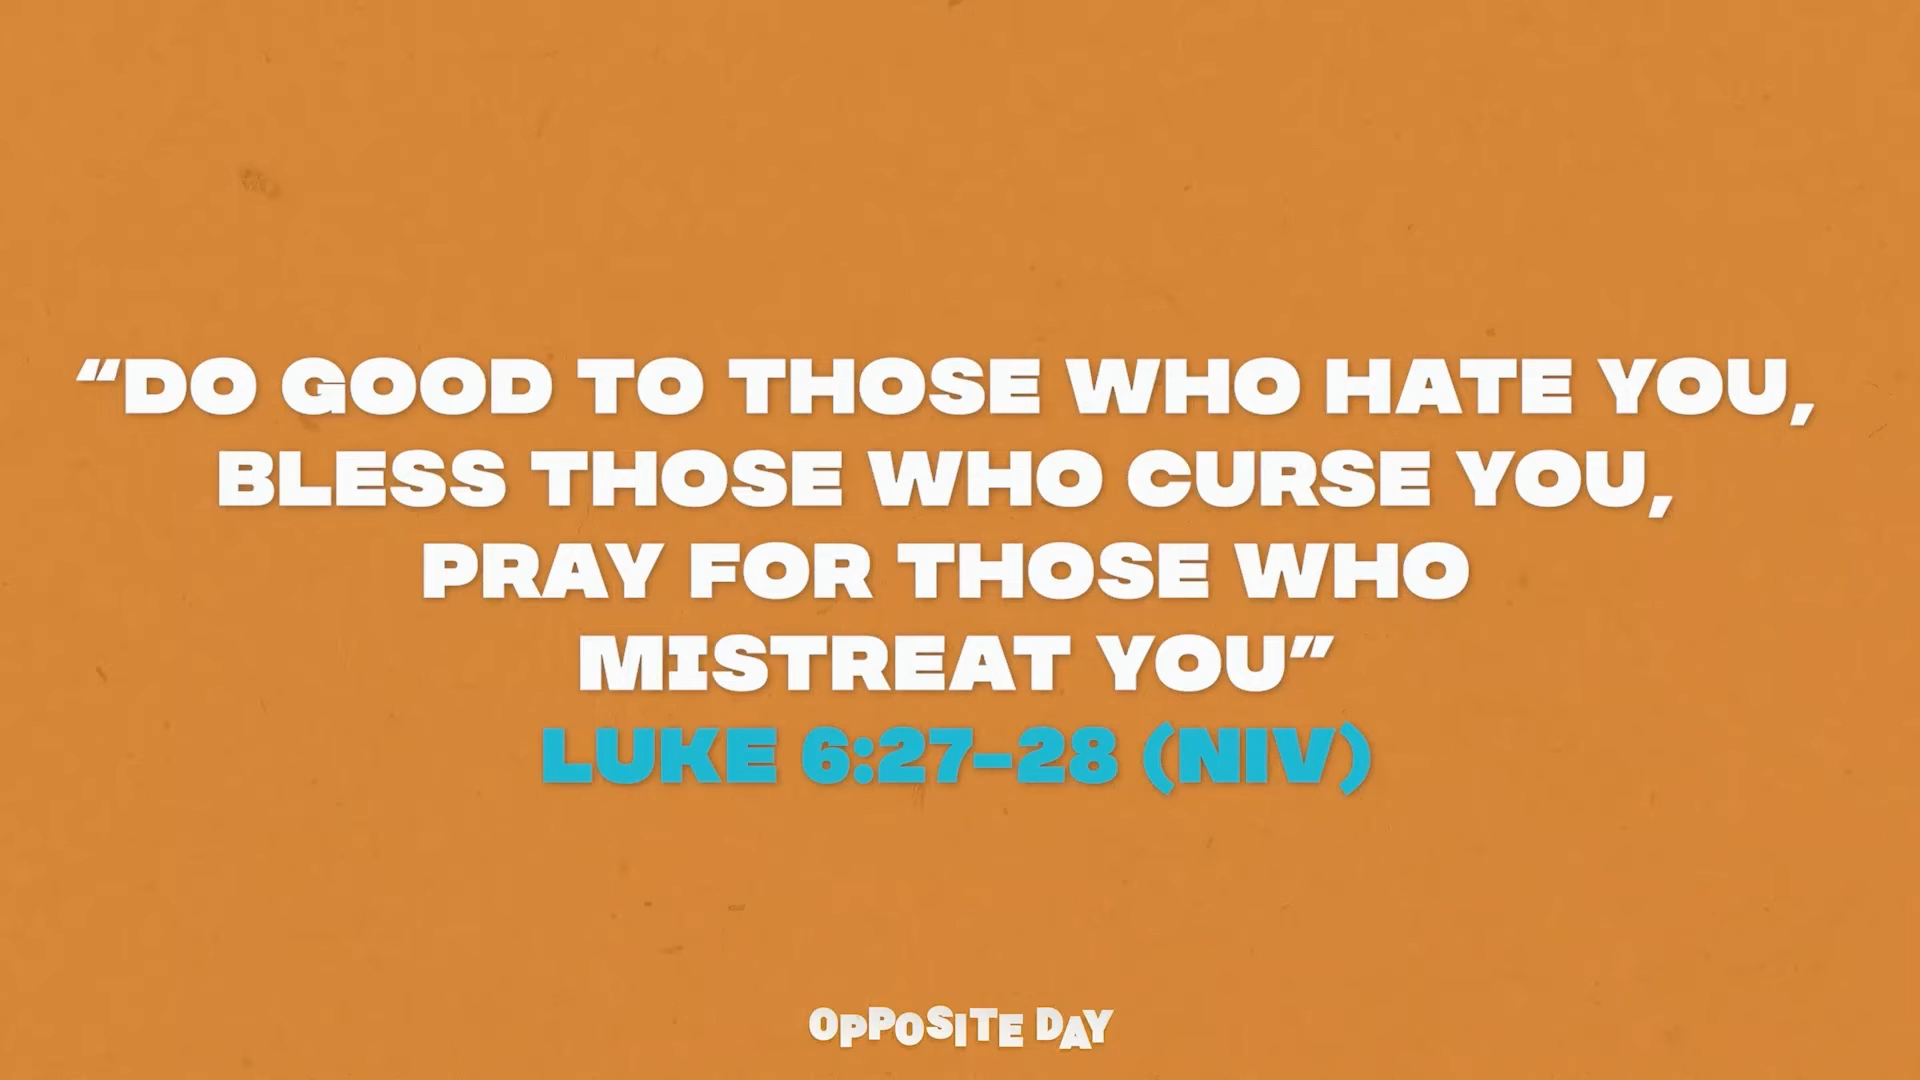 “DO GOOD TO THOSE WHO HATE YOU,
BLESS THOSE WHO CURSE YOU,
PRAY FOR THOSE WHO
MISTREAT YOU”
LUKE 6:27-28 (NIV)
OPPOSITE DAY